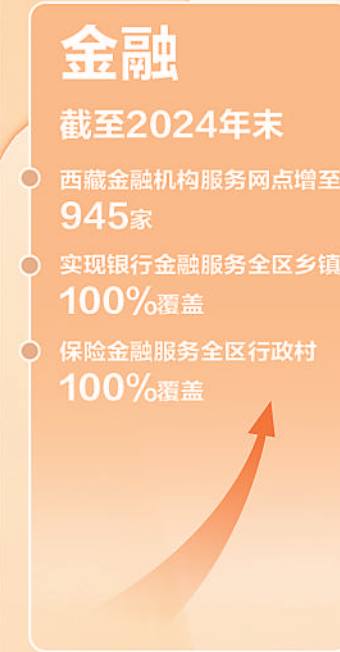 金融
截至2024年末
西藏金融机构服务网点增至
945家
实现银行金融服务全区乡镇
100%覆盖
保险金融服务全区行政村
100%覆盖